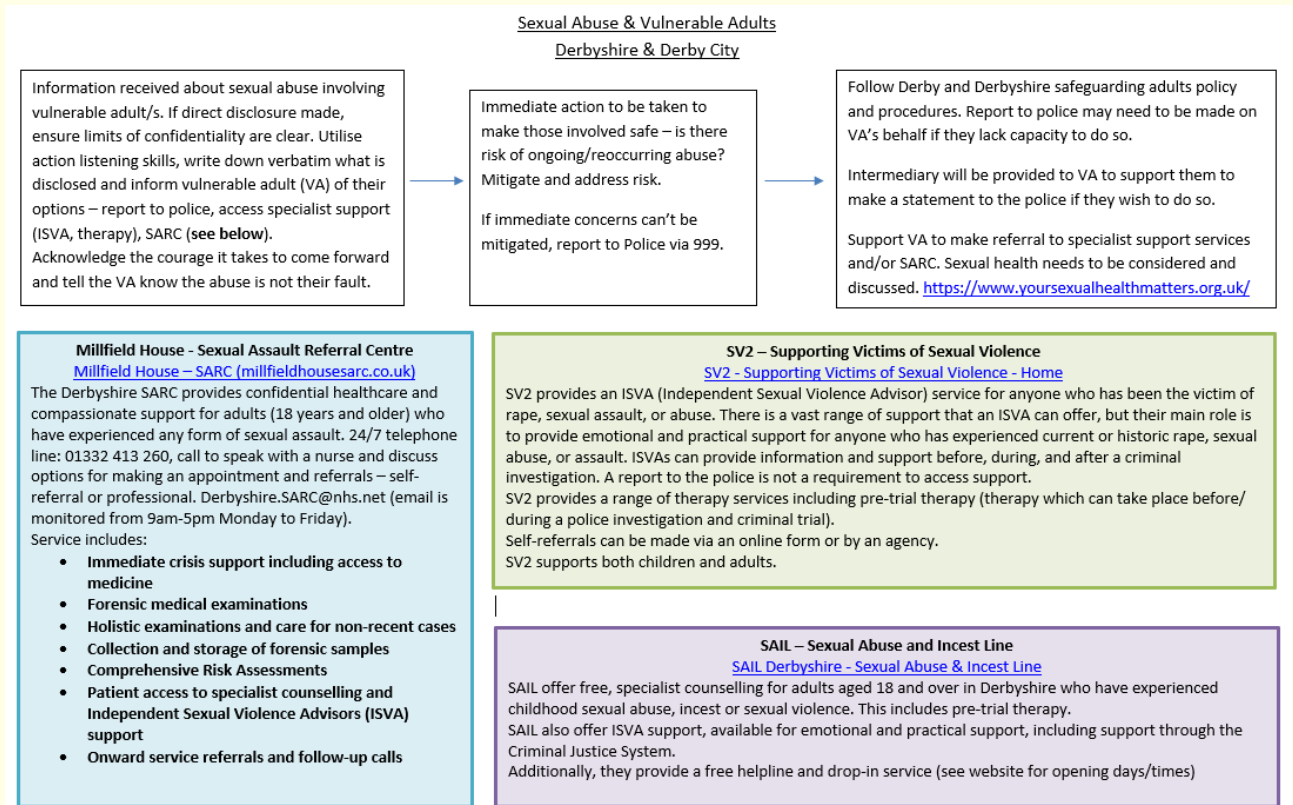 Sexual Abuse & Vulnerable Adults
Derbyshire & Derby City
Information received about sexual abuse involving
vulnerable adult/s. If direct disclosure made,
ensure limits of confidentiality are clear. Utilise
action listening skills, write down verbatim what is
disclosed and inform vulnerable adult (VA) of their
options – report to police, access specialist support
(ISVA, therapy), SARC (see below).
Acknowledge the courage it takes to come forward
and tell the VA know the abuse is not their fault.
Immediate action to be taken to
make those involved safe – is there
risk of ongoing/reoccurring abuse?
Mitigate and address risk.
If immediate concerns can’t be
mitigated, report to Police via 999.
Follow Derby and Derbyshire safeguarding adults policy
and procedures. Report to police may need to be made on
VA’s behalf if they lack capacity to do so.
Intermediary will be provided to VA to support them to
make a statement to the police if they wish to do so.
Support VA to make referral to specialist support services
and/or SARC. Sexual health needs to be considered and
discussed. https://www.yoursexualhealthmatters.org.uk/
Millfield House - Sexual Assault Referral Centre
Millfield House – SARC (millfieldhousesarc.co.uk)
The Derbyshire SARC provides confidential healthcare and
compassionate support for adults (18 years and older) who
have experienced any form of sexual assault. 24/7 telephone
line: 01332 413 260, call to speak with a nurse and discuss
options for making an appointment and referrals – self-
referral or professional. Derbyshire.SARC@nhs.net (email is
monitored from 9am-5pm Monday to Friday).
Service includes:
• Immediate crisis support including access to
medicine
• Forensic medical examinations
• Holistic examinations and care for non-recent cases
• Collection and storage of forensic samples
• Comprehensive Risk Assessments
• Patient access to specialist counselling and
Independent Sexual Violence Advisors (ISVA)
support
• Onward service referrals and follow-up calls
SV2 – Supporting Victims of Sexual Violence
SV2 - Supporting Victims of Sexual Violence - Home
SV2 provides an ISVA (Independent Sexual Violence Advisor) service for anyone who has been the victim of
rape, sexual assault, or abuse. There is a vast range of support that an ISVA can offer, but their main role is
to provide emotional and practical support for anyone who has experienced current or historic rape, sexual
abuse, or assault. ISVAs can provide information and support before, during, and after a criminal
investigation. A report to the police is not a requirement to access support.
SV2 provides a range of therapy services including pre-trial therapy (therapy which can take place before/
during a police investigation and criminal trial).
Self-referrals can be made via an online form or by an agency.
SV2 supports both children and adults.
SAIL – Sexual Abuse and Incest Line
SAIL Derbyshire - Sexual Abuse & Incest Line
SAIL offer free, specialist counselling for adults aged 18 and over in Derbyshire who have experienced
childhood sexual abuse, incest or sexual violence. This includes pre-trial therapy.
SAIL also offer ISVA support, available for emotional and practical support, including support through the
Criminal Justice System.
Additionally, they provide a free helpline and drop-in service (see website for opening days/times)